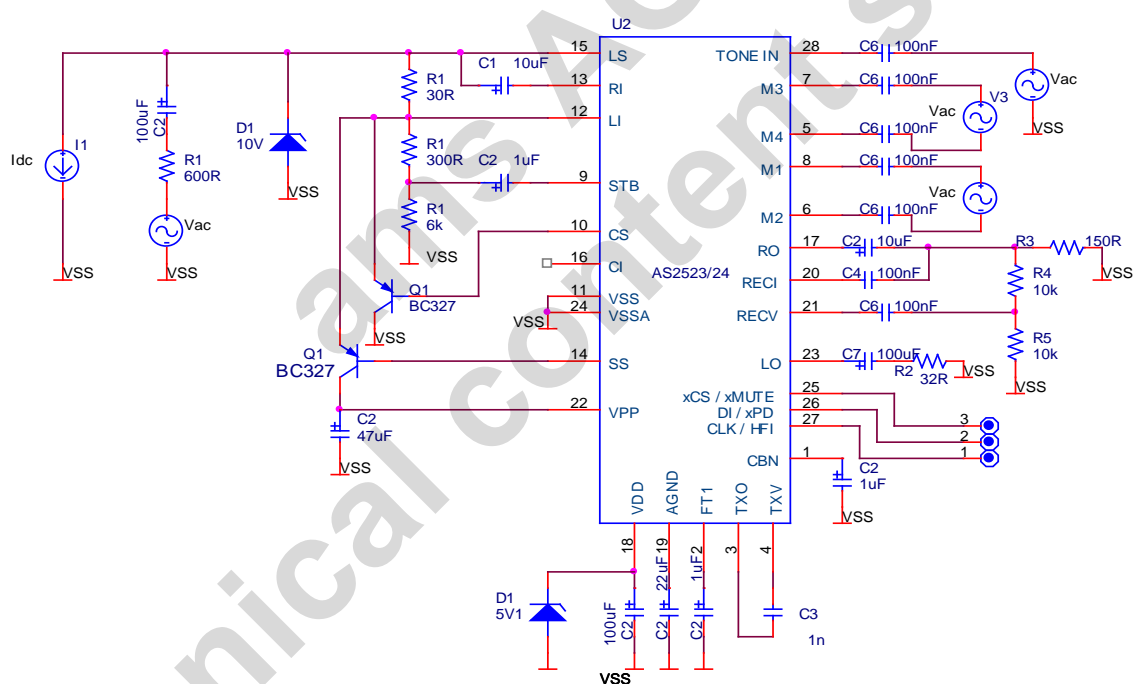 U2
15
LS
TONE IN
28
C6
100nF
C1
10uF
13
RI
R1
30R
M3
7
C6
100nF
Vac
V3
Vac
VSS
12
LI
100uF
C2
D1
10V
I1
Idc
R1
600R
M4
5
C6
100nF
R1
300R
C2
1uF
M1
8
C6
100nF
VSS
9
STB
R1
6k
Vac
Vac
M2
6
C6
100nF
10
CS
VSS
RO
17
C2
10uF
R3
150R
VSS
VSS
VSS
VSS
16
CI
AS2523/24
RECI
20
C4
100nF
R4
10k
Q1
BC327
11
VSS
24
VSSA
VSS
RECV
21
C6
100nF
VSS
Q1
BC327
R5
10k
14
SS
LO
23
C7
100uF
R2
32R
VSS
VSS
xCS / xMUTE
25
DI / xPD
26
CLK / HFI
27
3
2
1
22
VPP
C2
47uF
VSS
CBN
1
C2
1uF
VSS
VDD
AGND
FT1
TXO
TXV
18
19
2
3
4
D1
5V1
100uF
C2
22uF
C2
1uF
C2
C3
1n
VSS
ams AG
nical content s